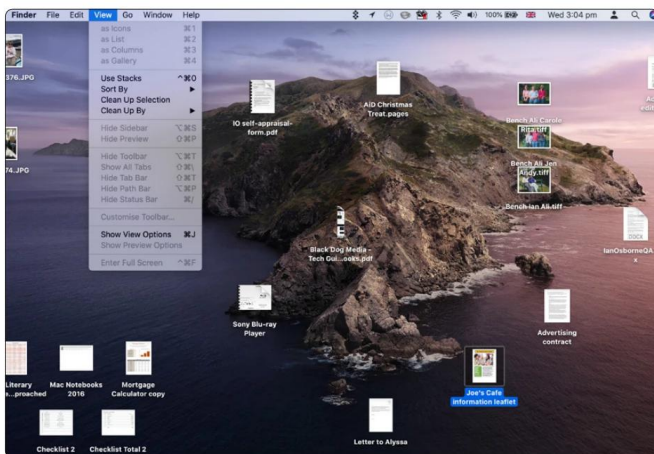 Finder File Edit View Go Window Help 100% Wed 3:04 pm
as Icons ⌘1
as List ⌘2
as Columns ⌘3
as Gallery ⌘4
Use Stacks ^⌘0
Sort By
Clean Up Selection
Clean Up By
Hide Sidebar ⌥⌘S
Hide Preview ⇧⌘P
Hide Toolbar ⌥⌘T
Show All Tabs ⇧⌘\
Hide Tab Bar ⇧⌘T
Hide Path Bar ⌥⌘P
Hide Status Bar ⌘/
Customise Toolbar...
Show View Options ⌘J
Show Preview Options
Enter Full Screen ^⌘F
376.JPG
74.JPG
IO self-appraisal-
form.pdf
AiD Christmas
Treat.pages
Bench Ali Carole
Rita.tiff
Bench Ali Jen
Andy.tiff
Bench Ian Ali.tiff
Black Dog Media -
Tech Gui...ooks.pdf
DOCX
IanOsborneQA
x
Sony Blu-ray
Player
Advertising
contract
Literary
s...proached
Mac Notebooks
2016
Mortgage
Calculator copy
Joe's Cafe
information leaflet
Checklist 2
Checklist Total 2
Letter to Alyssa